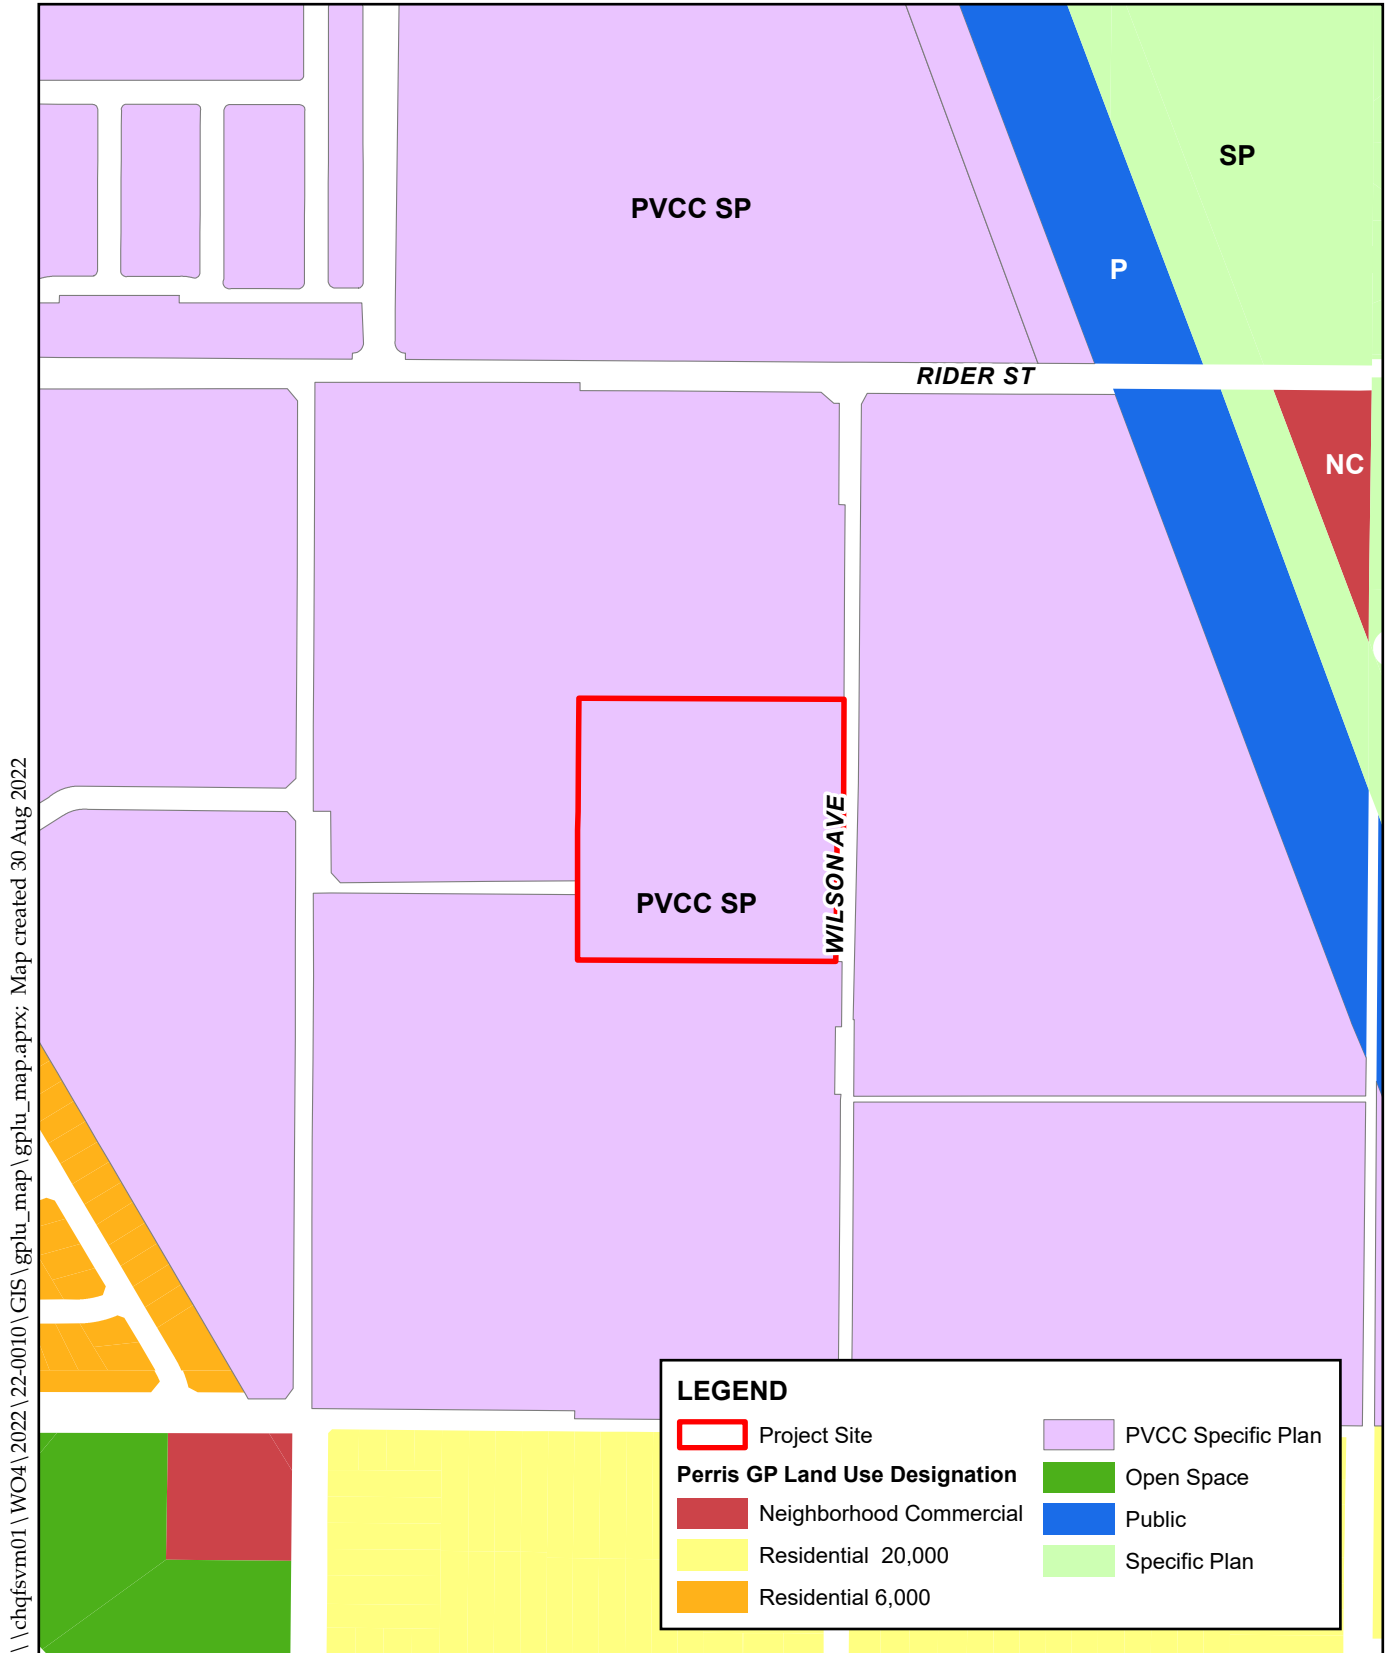 SP
PVCC SP
P
RIDER ST
NC
WILSON AVE
PVCC SP
\\chqfsvm01\WO4\2022\22-0010\GIS\gplu_map\gplu_map.aprx; Map created 30 Aug 2022
LEGEND
Project Site
Perris GP Land Use Designation
Neighborhood Commercial
Residential 20,000
Residential 6,000
PVCC Specific Plan
Open Space
Public
Specific Plan